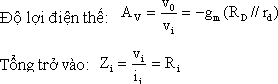 Độ lợi điện thế: A_V = v_0 / v_i = -g_m (R_D // r_d)
Tổng trở vào: Z_i = v_i / i_i = R_i